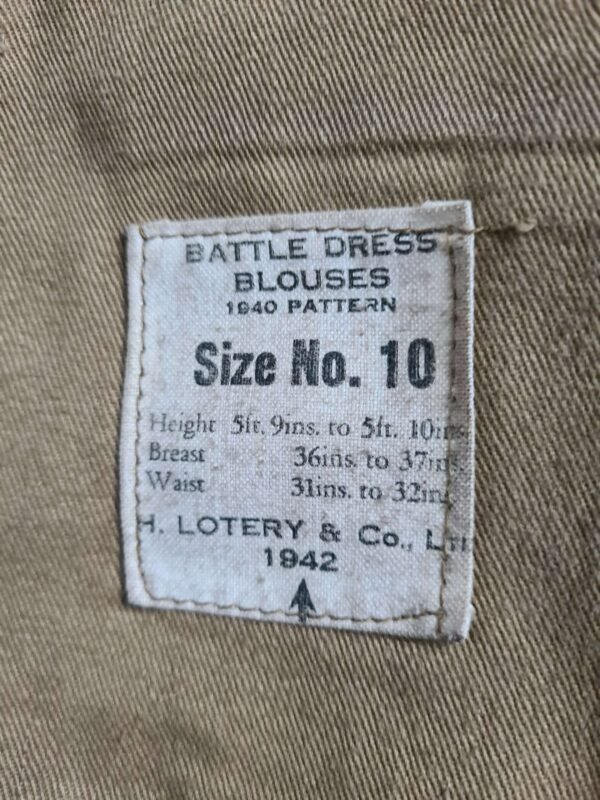 BATTLE DRESS
BLOUSES
1940 PATTERN
Size No. 10
Height 5ft. 9ins. to 5ft. 10ins.
Breast 36ins. to 37ins.
Waist 31ins. to 32ins.
H. LOTERY & Co., LTD
1942